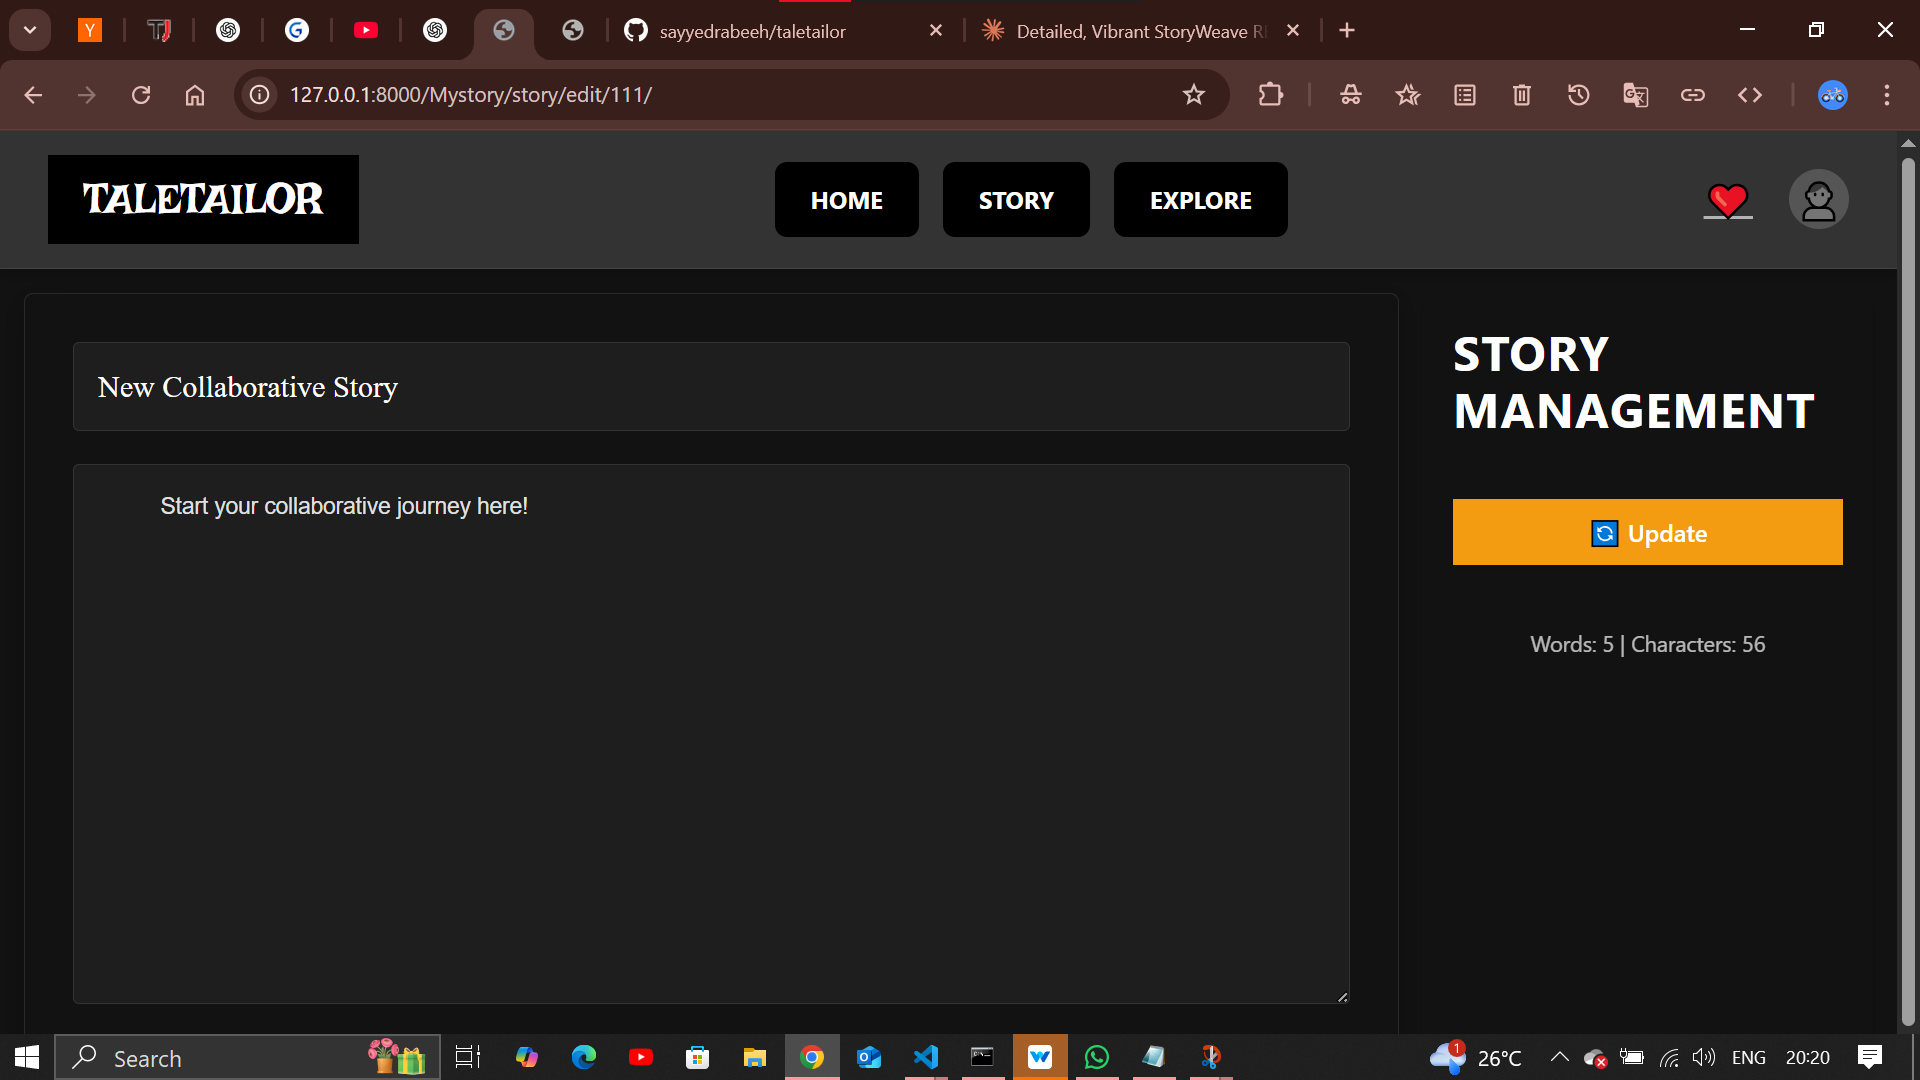 sayyedrabeeh/taletailor
Detailed, Vibrant StoryWeave
127.0.0.1:8000/Mystory/story/edit/111/
TALETAILOR
HOME
STORY
EXPLORE
New Collaborative Story
Start your collaborative journey here!
STORY
MANAGEMENT
Update
Words: 5 | Characters: 56
Search
1
26°C
ENG
20:20